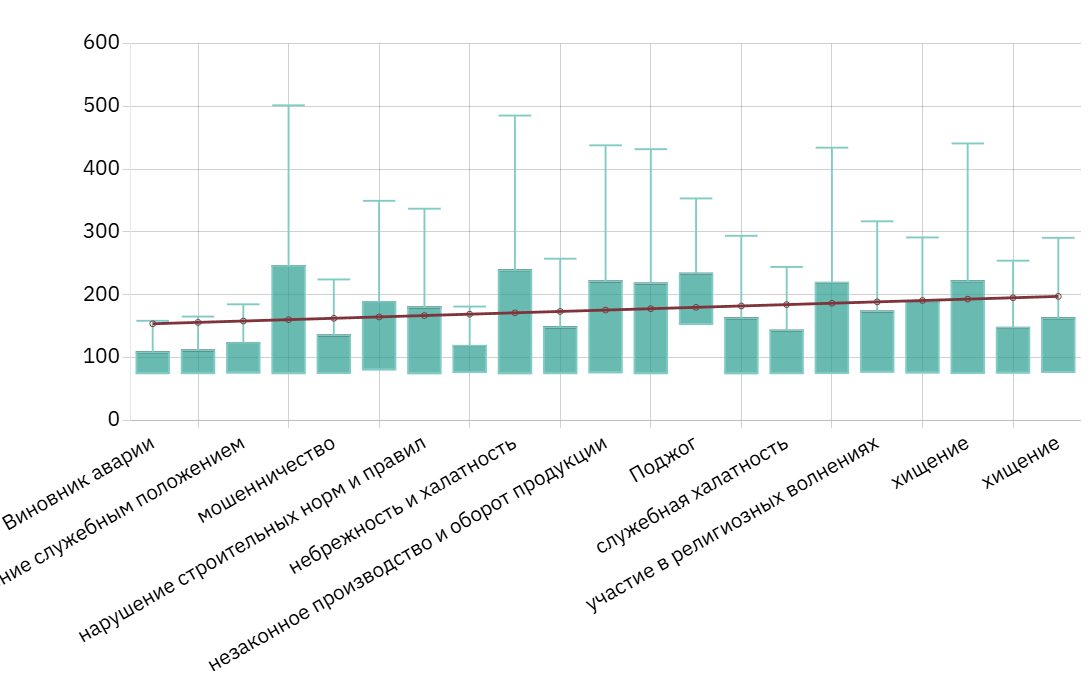 600
500
400
300
200
100
0
Виновник аварии
ние служебным положением
мошенничество
нарушение строительных норм и правил
небрежность и халатность
незаконное производство и оборот продукции
Поджог
служебная халатность
участие в религиозных волнениях
хищение
хищение